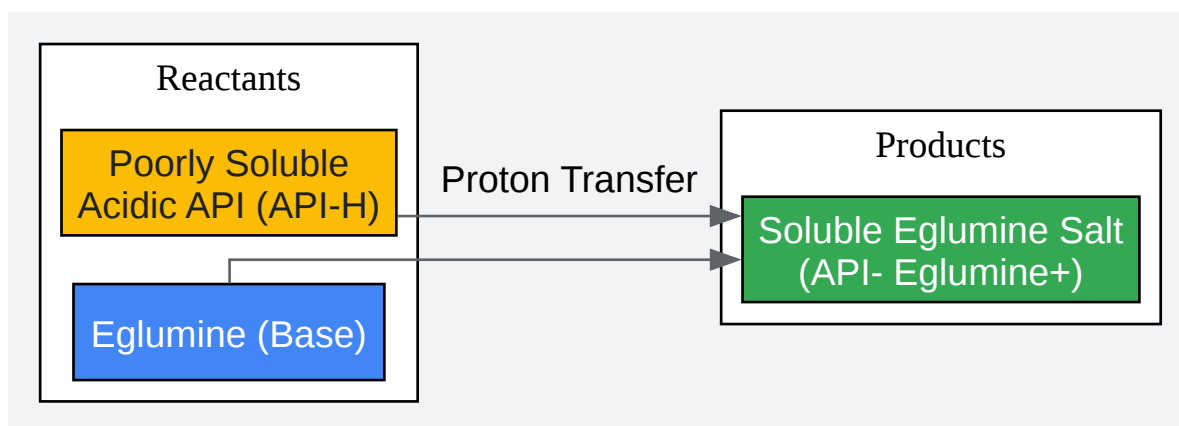 Reactants
Poorly Soluble
Acidic API (API-H)
Eglumine (Base)
Proton Transfer
Products
Soluble Eglumine Salt
(API- Eglumine+)